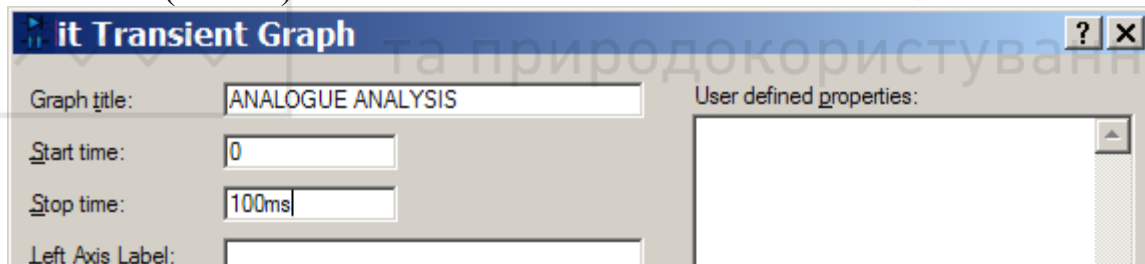 it Transient Graph
та природокористуванн
Graph title: ANALOGUE ANALYSIS User defined properties:
Start time: 0
Stop time: 100ms
Left Axis Label: